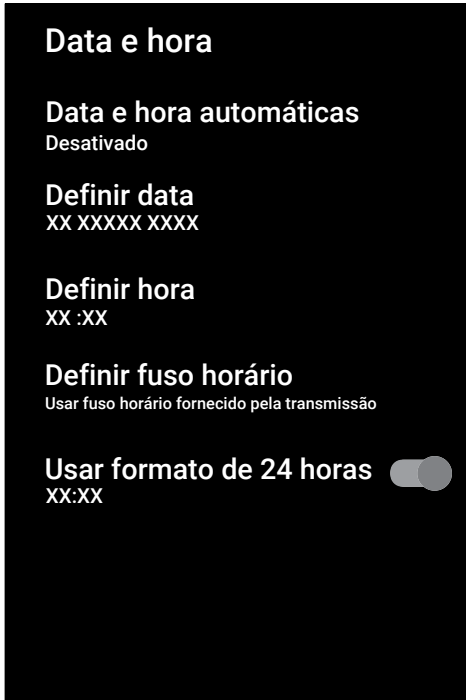 Data e hora
Data e hora automáticas
Desativado
Definir data
XX XXXXX XXXX
Definir hora
XX :XX
Definir fuso horário
Usar fuso horário fornecido pela transmissão
Usar formato de 24 horas
XX:XX